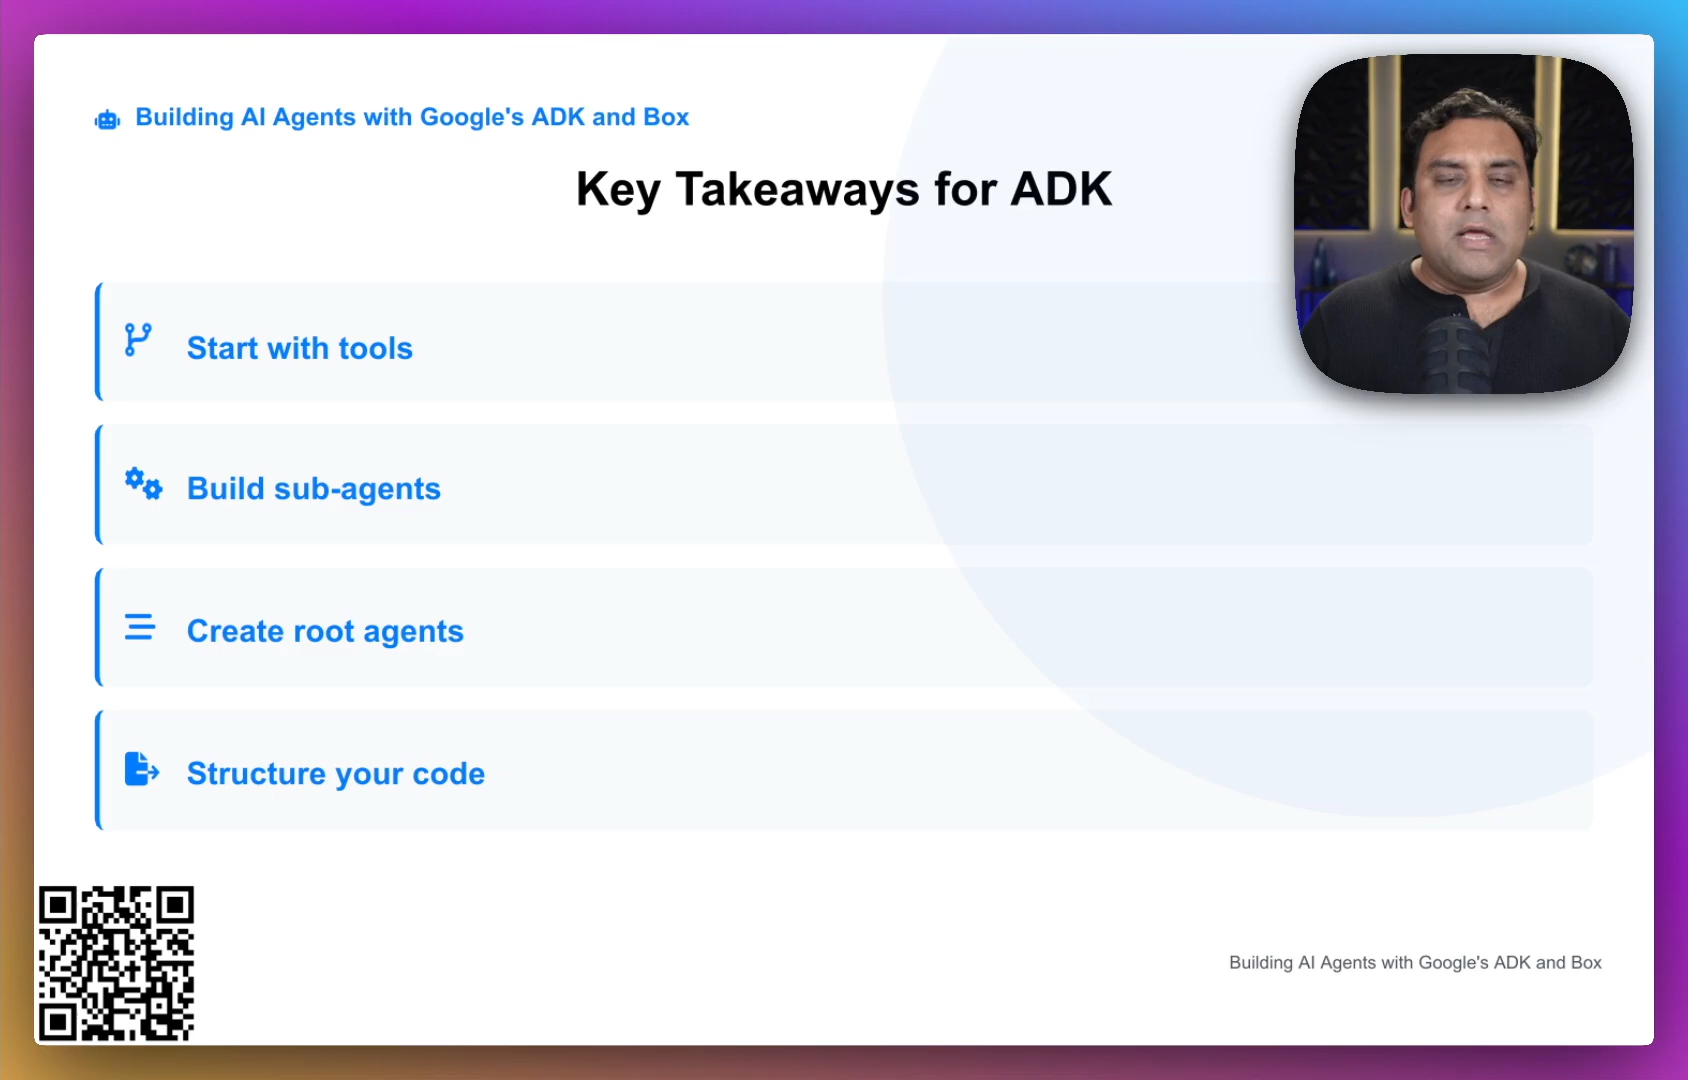 Building AI Agents with Google's ADK and Box
Key Takeaways for ADK
Start with tools
Build sub-agents
Create root agents
Structure your code
Building AI Agents with Google's ADK and Box